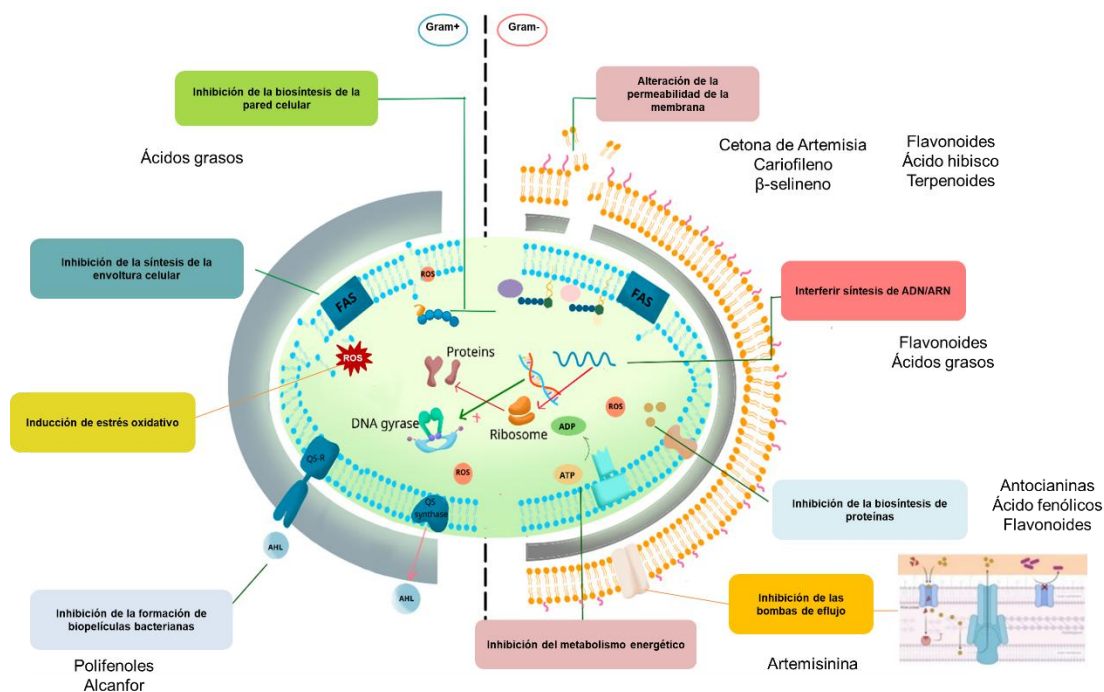 Gram+
Gram-
Inhibición de la biosíntesis de la
pared celular
Ácidos grasos
Alteración de la
permeabilidad de la
membrana
Cetona de Artemisia
Cariofileno
β-selineno
Flavonoides
Ácido hibisco
Terpenoides
Inhibición de la síntesis de la
envoltura celular
FAS
ROS
FAS
Interferir síntesis de ADN/ARN
Flavonoides
Ácidos grasos
ROS
Proteins
Inducción de estrés oxidativo
DNA gyrase
Ribosome
ROS
ADP
ATP
ROS
QS-R
QS
synthase
AHL
AHL
Inhibición de la biosíntesis de
proteínas
Antocianinas
Ácido fenólicos
Flavonoides
Inhibición de la formación de
biopelículas bacterianas
Polifenoles
Alcanfor
Inhibición del metabolismo energético
Inhibición de las
bombas de eflujo
Artemisinina